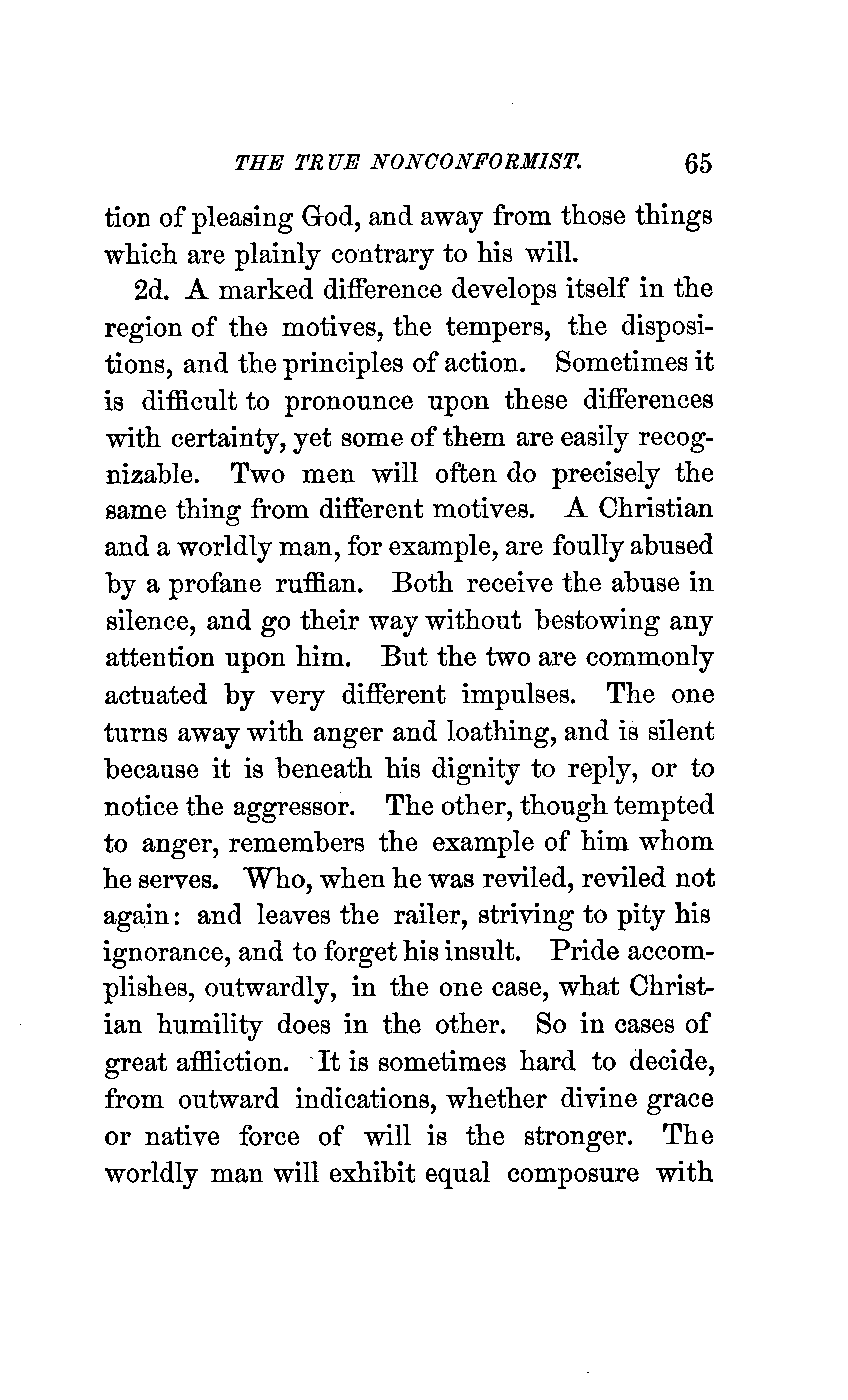 THE TRUE NONCONFORMIST. 65
tion of pleasing God, and away from those things
which are plainly contrary to his will.
2d. A marked difference develops itself in the
region of the motives, the tempers, the disposi-
tions, and the principles of action. Sometimes it
is difficult to pronounce upon these differences
with certainty, yet some of them are easily recog-
nizable. Two men will often do precisely the
same thing from different motives. A Christian
and a worldly man, for example, are foully abused
by a profane ruffian. Both receive the abuse in
silence, and go their way without bestowing any
attention upon him. But the two are commonly
actuated by very different impulses. The one
turns away with anger and loathing, and is silent
because it is beneath his dignity to reply, or to
notice the aggressor. The other, though tempted
to anger, remembers the example of him whom
he serves. Who, when he was reviled, reviled not
again: and leaves the railer, striving to pity his
ignorance, and to forget his insult. Pride accom-
plishes, outwardly, in the one case, what Christ-
ian humility does in the other. So in cases of
great affliction. It is sometimes hard to decide,
from outward indications, whether divine grace
or native force of will is the stronger. The
worldly man will exhibit equal composure with